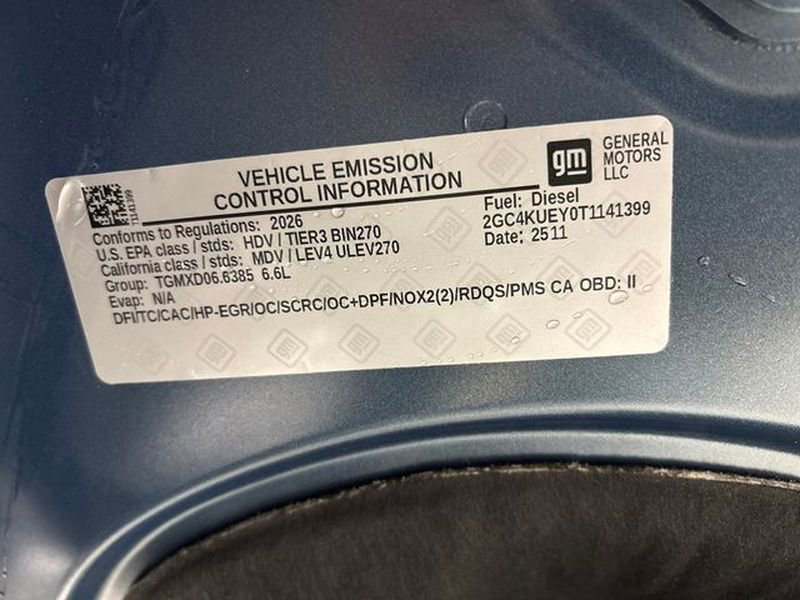 VEHICLE EMISSION
CONTROL INFORMATION
gm
GENERAL
MOTORS
LLC
T1141399
Conforms to Regulations: 2026
U.S. EPA class / stds: HDV / TIER3 BIN270
California class / stds: MDV / LEV4 ULEV270
Group: TGMXD06.6385 6.6L
Evap: N/A
Fuel: Diesel
2GC4KUEY0T1141399
Date: 2511
DFI/TC/CAC/HP-EGR/OC/SCRC/OC+DPF/NOX2(2)/RDQS/PMS CA OBD: II